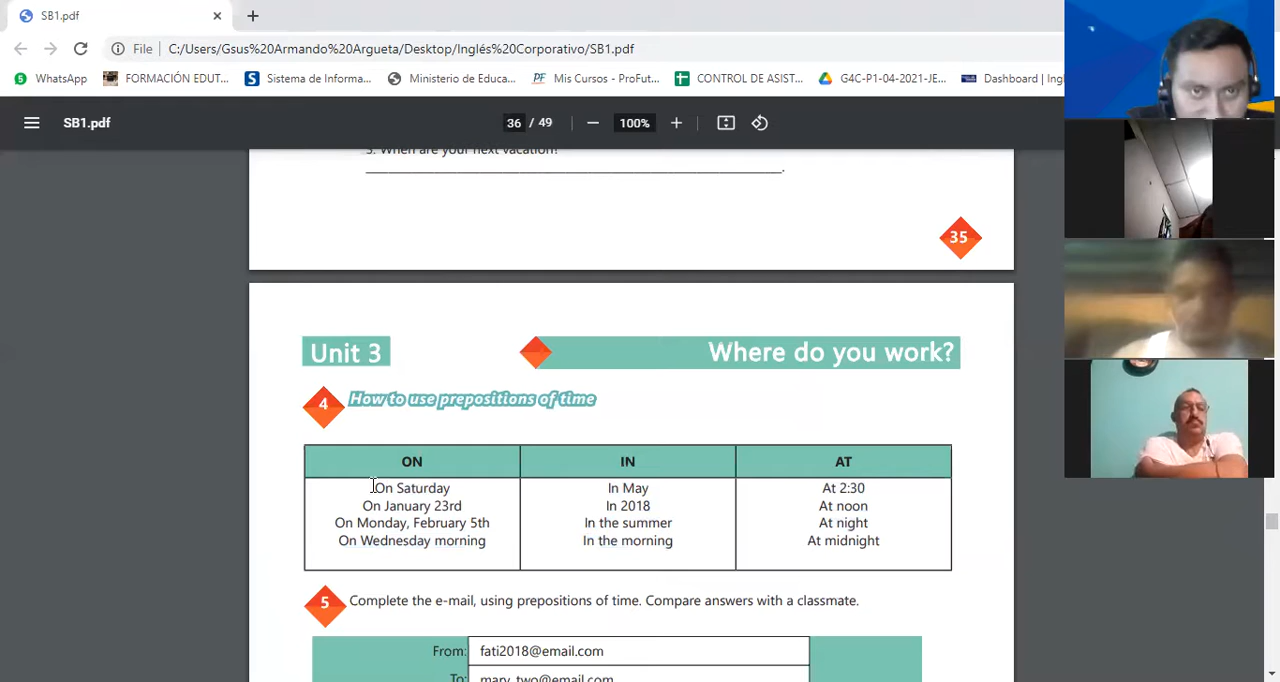 SB1.pdf
File C:/Users/Gsus%20Armando%20Argueta/Desktop/Inglés%20Corporativo/SB1.pdf
WhatsApp FORMACIÓN EDUT... Sistema de Informa... Ministerio de Educa... Mis Cursos - ProFut... CONTROL DE ASIST... G4C-P1-04-2021-JE... Dashboard | Ingl
SB1.pdf 36 / 49 100%
3. When are your next vacation?
35
Unit 3 Where do you work?
4 How to use prepositions of time
ON IN AT
On Saturday In May At 2:30
On January 23rd In 2018 At noon
On Monday, February 5th In the summer At night
On Wednesday morning In the morning At midnight
5 Complete the e-mail, using prepositions of time. Compare answers with a classmate.
From: fati2018@email.com
To: mary_two@email.com